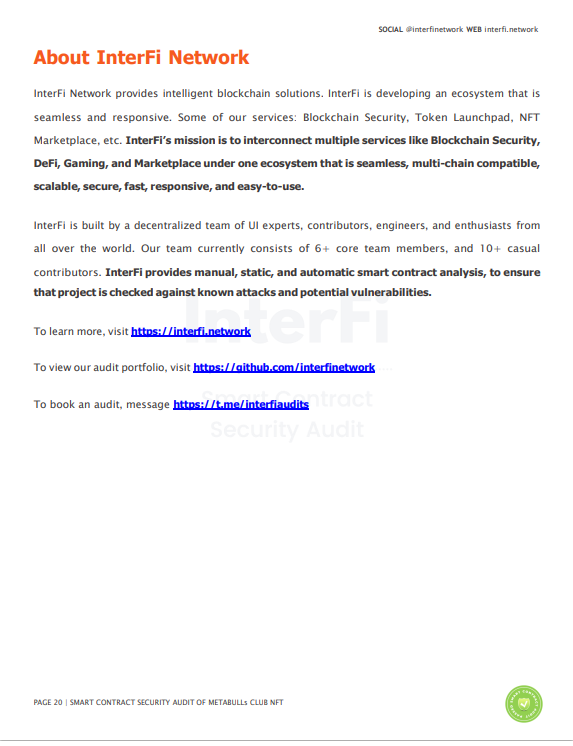 SOCIAL @interfinetwork WEB interfi.network
About InterFi Network
InterFi Network provides intelligent blockchain solutions. InterFi is developing an ecosystem that is
seamless and responsive. Some of our services: Blockchain Security, Token Launchpad, NFT
Marketplace, etc. InterFi's mission is to interconnect multiple services like Blockchain Security,
DeFi, Gaming, and Marketplace under one ecosystem that is seamless, multi-chain compatible,
scalable, secure, fast, responsive, and easy-to-use.
InterFi is built by a decentralized team of UI experts, contributors, engineers, and enthusiasts from
all over the world. Our team currently consists of 6+ core team members, and 10+ casual
contributors. InterFi provides manual, static, and automatic smart contract analysis, to ensure
that project is checked against known attacks and potential vulnerabilities.
InterFi
To learn more, visit https://interfi.network
To view our audit portfolio, visit https://github.com/interfinetwork
Smart Contract
To book an audit, message https://t.me/interfiaudits
Security Audit
PAGE 20 | SMART CONTRACT SECURITY AUDIT OF METABULLs CLUB NFT